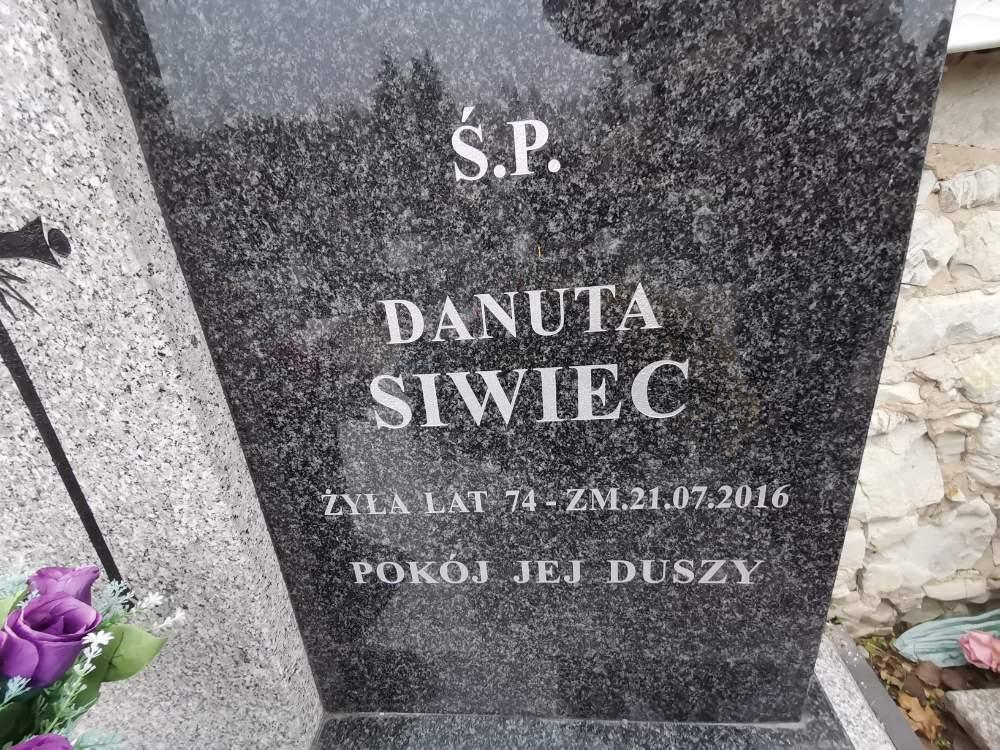 Ś.P.
DANUTA
SIWIEC
ŻYŁA LAT 74 - ZM.21.07.2016
POKÓJ JEJ DUSZY